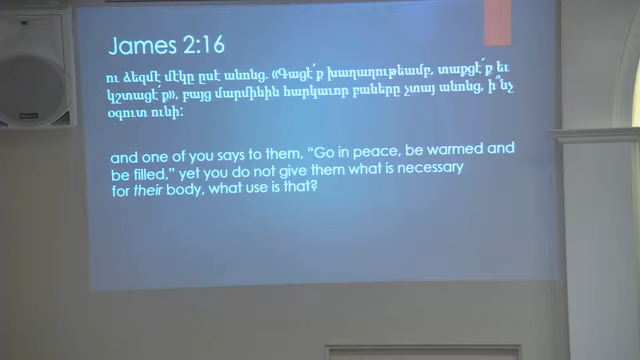 James 2:16
ու ձեզմէ մէկը ըսէ անոնց. «Գացէ՛ք խաղաղութեամբ, տաքցէ՛ք եւ
կշտացէ՛ք», բայց մարմինին հարկաւոր բաները չտայ անոնց, ի՞նչ
օգուտ ունի:
and one of you says to them, “Go in peace, be warmed and
be filled,” yet you do not give them what is necessary
for their body, what use is that?